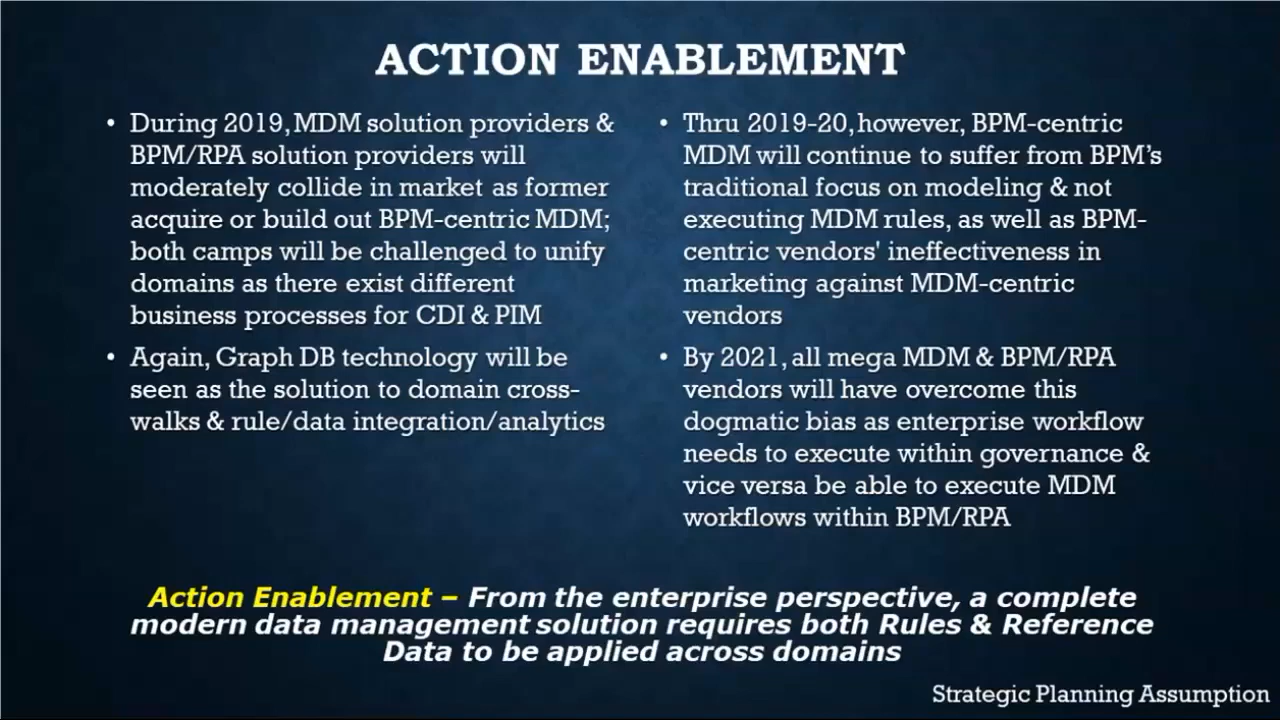 ACTION ENABLEMENT
• During 2019, MDM solution providers &
BPM/RPA solution providers will
moderately collide in market as former
acquire or build out BPM-centric MDM;
both camps will be challenged to unify
domains as there exist different
business processes for CDI & PIM
• Again, Graph DB technology will be
seen as the solution to domain cross-
walks & rule/data integration/analytics
• Thru 2019-20, however, BPM-centric
MDM will continue to suffer from BPM's
traditional focus on modeling & not
executing MDM rules, as well as BPM-
centric vendors' ineffectiveness in
marketing against MDM-centric
vendors
• By 2021, all mega MDM & BPM/RPA
vendors will have overcome this
dogmatic bias as enterprise workflow
needs to execute within governance &
vice versa be able to execute MDM
workflows within BPM/RPA
Action Enablement – From the enterprise perspective, a complete
modern data management solution requires both Rules & Reference
Data to be applied across domains
Strategic Planning Assumption